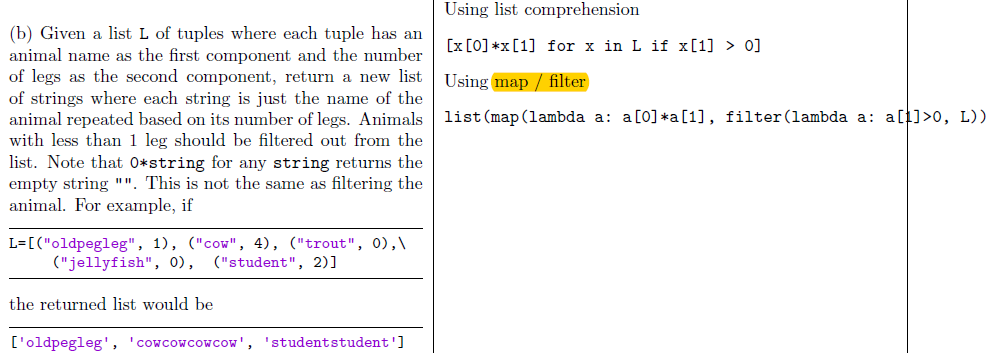 (b) Given a list L of tuples where each tuple has an
animal name as the first component and the number
of legs as the second component, return a new list
of strings where each string is just the name of the
animal repeated based on its number of legs. Animals
with less than 1 leg should be filtered out from the
list. Note that 0*string for any string returns the
empty string "". This is not the same as filtering the
animal. For example, if
L=[("oldpegleg", 1), ("cow", 4), ("trout", 0),\
("jellyfish", 0), ("student", 2)]
the returned list would be
['oldpegleg', 'cowcowcowcow', 'studentstudent']
Using list comprehension
[x[0]*x[1] for x in L if x[1] > 0]
Using map / filter
list(map(lambda a: a[0]*a[1], filter(lambda a: a[1]>0, L))